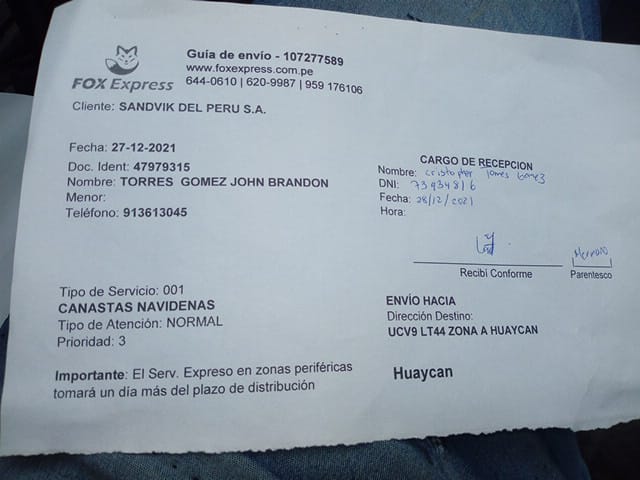 FOX Express
Guía de envío - 107277589
www.foxexpress.com.pe
644-0610 | 620-9987 | 959 176106
Cliente: SANDVIK DEL PERU S.A.
Fecha: 27-12-2021
Doc. Ident: 47979315
Nombre: TORRES GOMEZ JOHN BRANDON
Menor:
Teléfono: 913613045
CARGO DE RECEPCION
Nombre: Cristopher Torres Gomez
DNI: 73934816
Fecha: 28/12/2021
Hora:
Recibí Conforme
Hermano
Parentesco
Tipo de Servicio: 001
CANASTAS NAVIDENAS
Tipo de Atención: NORMAL
Prioridad: 3
ENVÍO HACIA
Dirección Destino:
UCV9 LT44 ZONA A HUAYCAN
Importante: El Serv. Expreso en zonas periféricas
tomará un día más del plazo de distribución
Huaycan